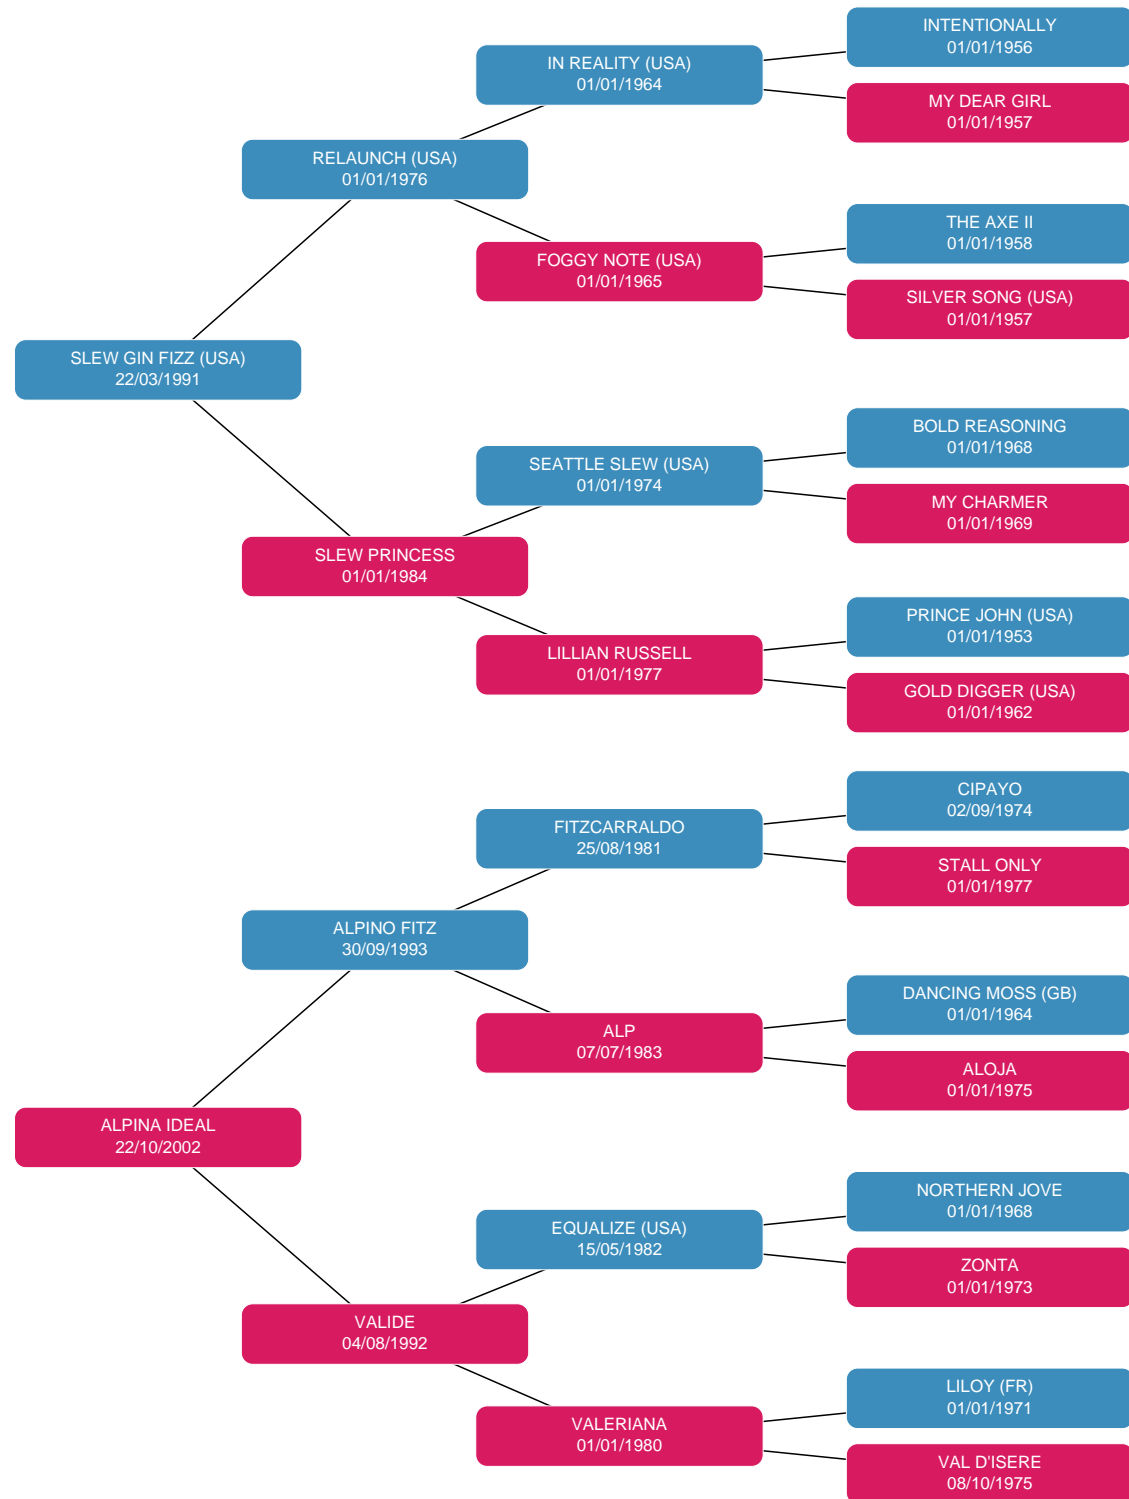 INTENTIONALLY
01/01/1956
IN REALITY (USA)
01/01/1964
MY DEAR GIRL
01/01/1957
RELAUNCH (USA)
01/01/1976
THE AXE II
01/01/1958
FOGGY NOTE (USA)
01/01/1965
SILVER SONG (USA)
01/01/1957
SLEW GIN FIZZ (USA)
22/03/1991
BOLD REASONING
01/01/1968
SEATTLE SLEW (USA)
01/01/1974
MY CHARMER
01/01/1969
SLEW PRINCESS
01/01/1984
PRINCE JOHN (USA)
01/01/1953
LILLIAN RUSSELL
01/01/1977
GOLD DIGGER (USA)
01/01/1962
CIPAYO
02/09/1974
FITZCARRALDO
25/08/1981
STALL ONLY
01/01/1977
ALPINO FITZ
30/09/1993
DANCING MOSS (GB)
01/01/1964
ALP
07/07/1983
ALOJA
01/01/1975
ALPINA IDEAL
22/10/2002
NORTHERN JOVE
01/01/1968
EQUALIZE (USA)
15/05/1982
ZONTA
01/01/1973
VALIDE
04/08/1992
LILOY (FR)
01/01/1971
VALERIANA
01/01/1980
VAL D'ISERE
08/10/1975